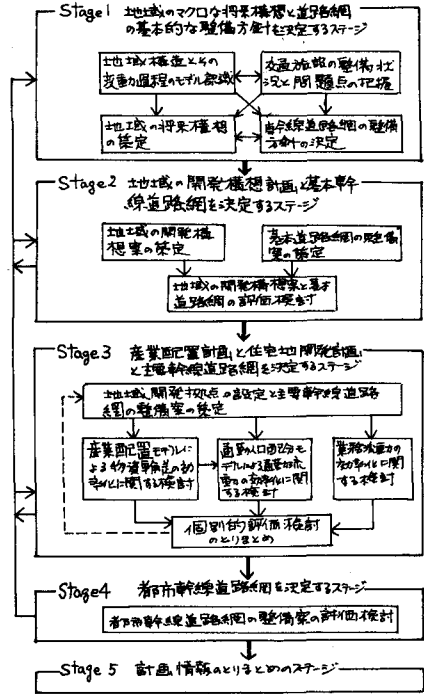 Stage1 地域のマクロな将来構想と道路網
の基本的な整備方針を決定するステージ
地域構造とその
変動過程のモデル認識
交通施設の整備状
況と問題点の把握
地域の将来構想
の策定
幹線道路網の整備
方針の決定
Stage2 地域の開発構想計画と基本幹
線道路網を決定するステージ
地域の開発構
想案の策定
基本道路網の整備
案の策定
地域の開発構想案と基本
道路網の評価検討
Stage3 産業配置計画と住宅地開発計画
と主要幹線道路網を決定するステージ
地域開発拠点の設定と主要幹線道路
網の整備案の策定
産業配置モデルに
よる物資輸送の効
率化に関する検討
通勤人口配分モ
デルによる通勤交
通の効率化に関
する検討
業務交通の
効率化に関
する検討
個別的評価検討
のとりまとめ
Stage4 都市幹線道路網を決定するステージ
都市幹線道路網の整備案の評価検討
Stage 5 計画情報のとりまとめのステージ